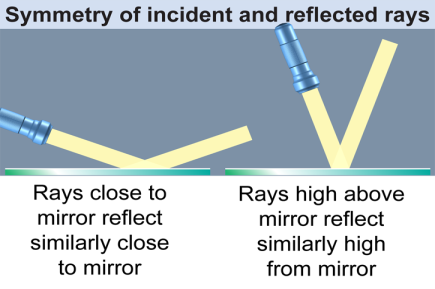 Symmetry of incident and reflected rays
Rays close to
mirror reflect
similarly close
to mirror
Rays high above
mirror reflect
similarly high
from mirror